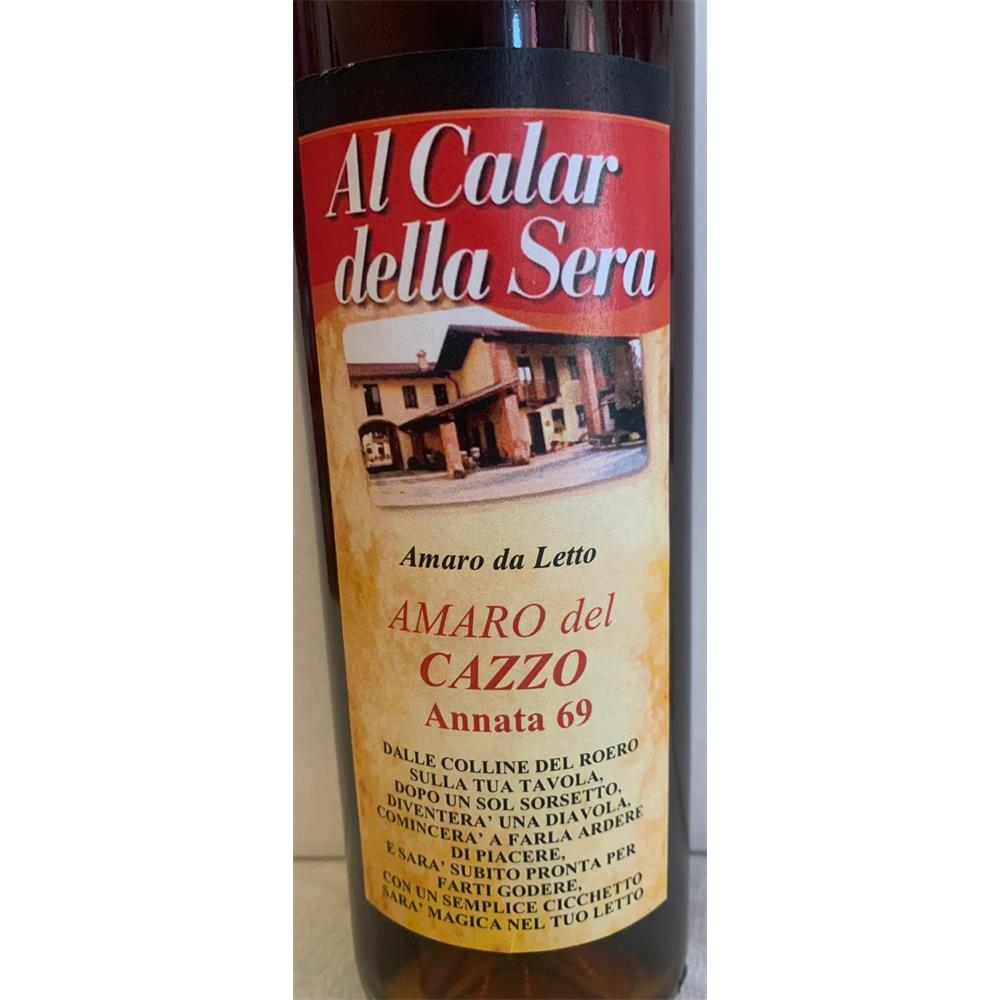 Al Calar
della Sera
Amaro da Letto
AMARO del
CAZZO
Annata 69
DALLE COLLINE DEL ROERO
SULLA TUA TAVOLA,
DOPO UN SOL SORSETTO,
DIVENTERA' UNA DIAVOLA,
COMINCERA' A FARLA ARDERE
DI PIACERE,
E SARA' SUBITO PRONTA PER
FARTI GODERE,
CON UN SEMPLICE CICCHETTO
SARA' MAGICA NEL TUO LETTO